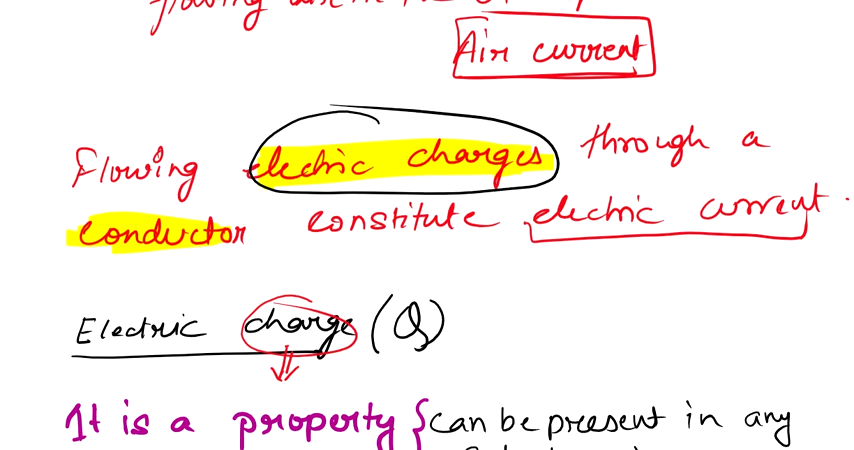 flowing
Air current
Flowing electric charges through a
conductor constitute electric current.
Electric charge (Q)
It is a property {can be present in any